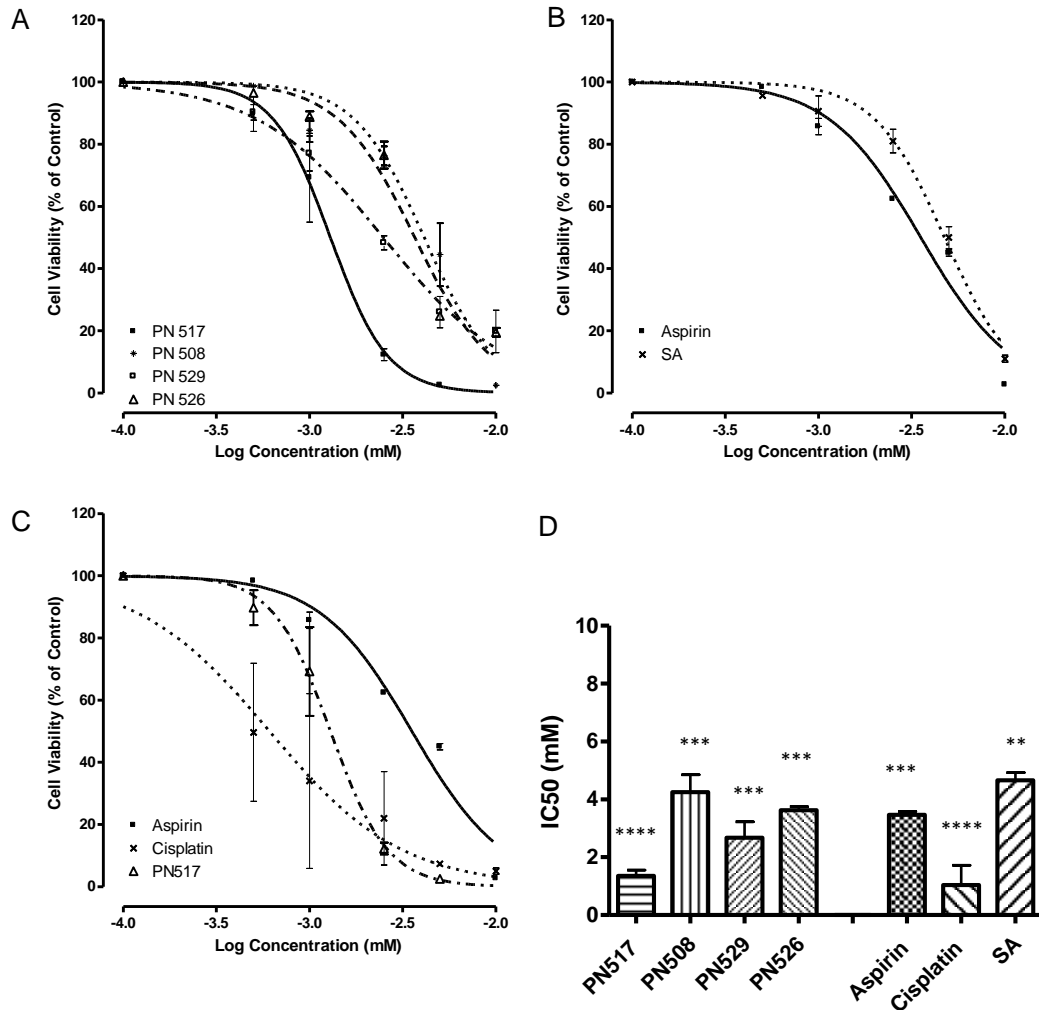 A
120
100
80
60
40
20
0
Cell Viability (% of Control)
PN 517
PN 508
PN 529
PN 526
-4.0 -3.5 -3.0 -2.5 -2.0
Log Concentration (mM)
B
120
100
80
60
40
20
0
Cell Viability (% of Control)
Aspirin
SA
-4.0 -3.5 -3.0 -2.5 -2.0
Log Concentration (mM)
C
120
100
80
60
40
20
0
Cell Viability (% of Control)
Aspirin
Cisplatin
PN517
-4.0 -3.5 -3.0 -2.5 -2.0
Log Concentration (mM)
D
10
8
6
4
2
0
IC50 (mM)
**** *** *** *** *** **** **
PN517 PN508 PN529 PN526 Aspirin Cisplatin SA